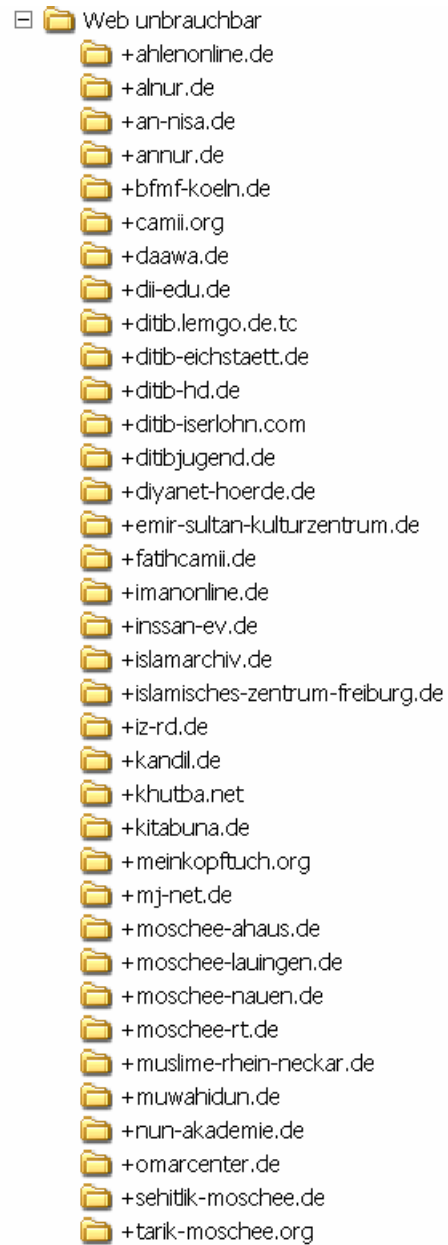 Web unbrauchbar
+ahlenonline.de
+alnur.de
+an-nisa.de
+annur.de
+bfmf-koeln.de
+camii.org
+daawa.de
+dii-edu.de
+ditib.lemgo.de.tc
+ditib-eichstaett.de
+ditib-hd.de
+ditib-iserlohn.com
+ditibjugend.de
+diyanet-hoerde.de
+emir-sultan-kulturzentrum.de
+fatihcamii.de
+imanonline.de
+inssan-ev.de
+islamarchiv.de
+islamisches-zentrum-freiburg.de
+iz-rd.de
+kandil.de
+khutba.net
+kitabuna.de
+meinkopftuch.org
+mj-net.de
+moschee-ahaus.de
+moschee-lauingen.de
+moschee-nauen.de
+moschee-rt.de
+muslime-rhein-neckar.de
+muwahidun.de
+nun-akademie.de
+omarcenter.de
+sehitlik-moschee.de
+tarik-moschee.org